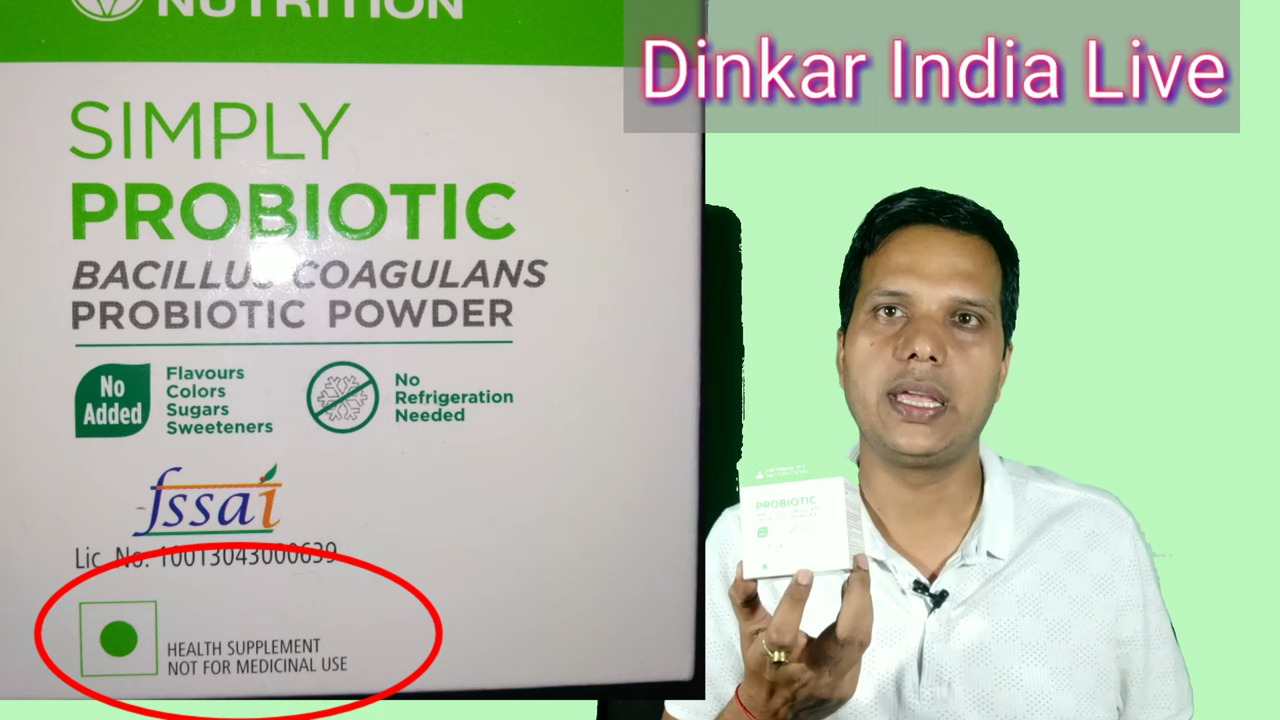 NUTRITION
Dinkar India Live
SIMPLY
PROBIOTIC
BACILLUS COAGULANS
PROBIOTIC POWDER
No
Added
Flavours
Colors
Sugars
Sweeteners
No
Refrigeration
Needed
fssai
Lic. No. 10013043000639
HEALTH SUPPLEMENT
NOT FOR MEDICINAL USE
PROBIOTIC